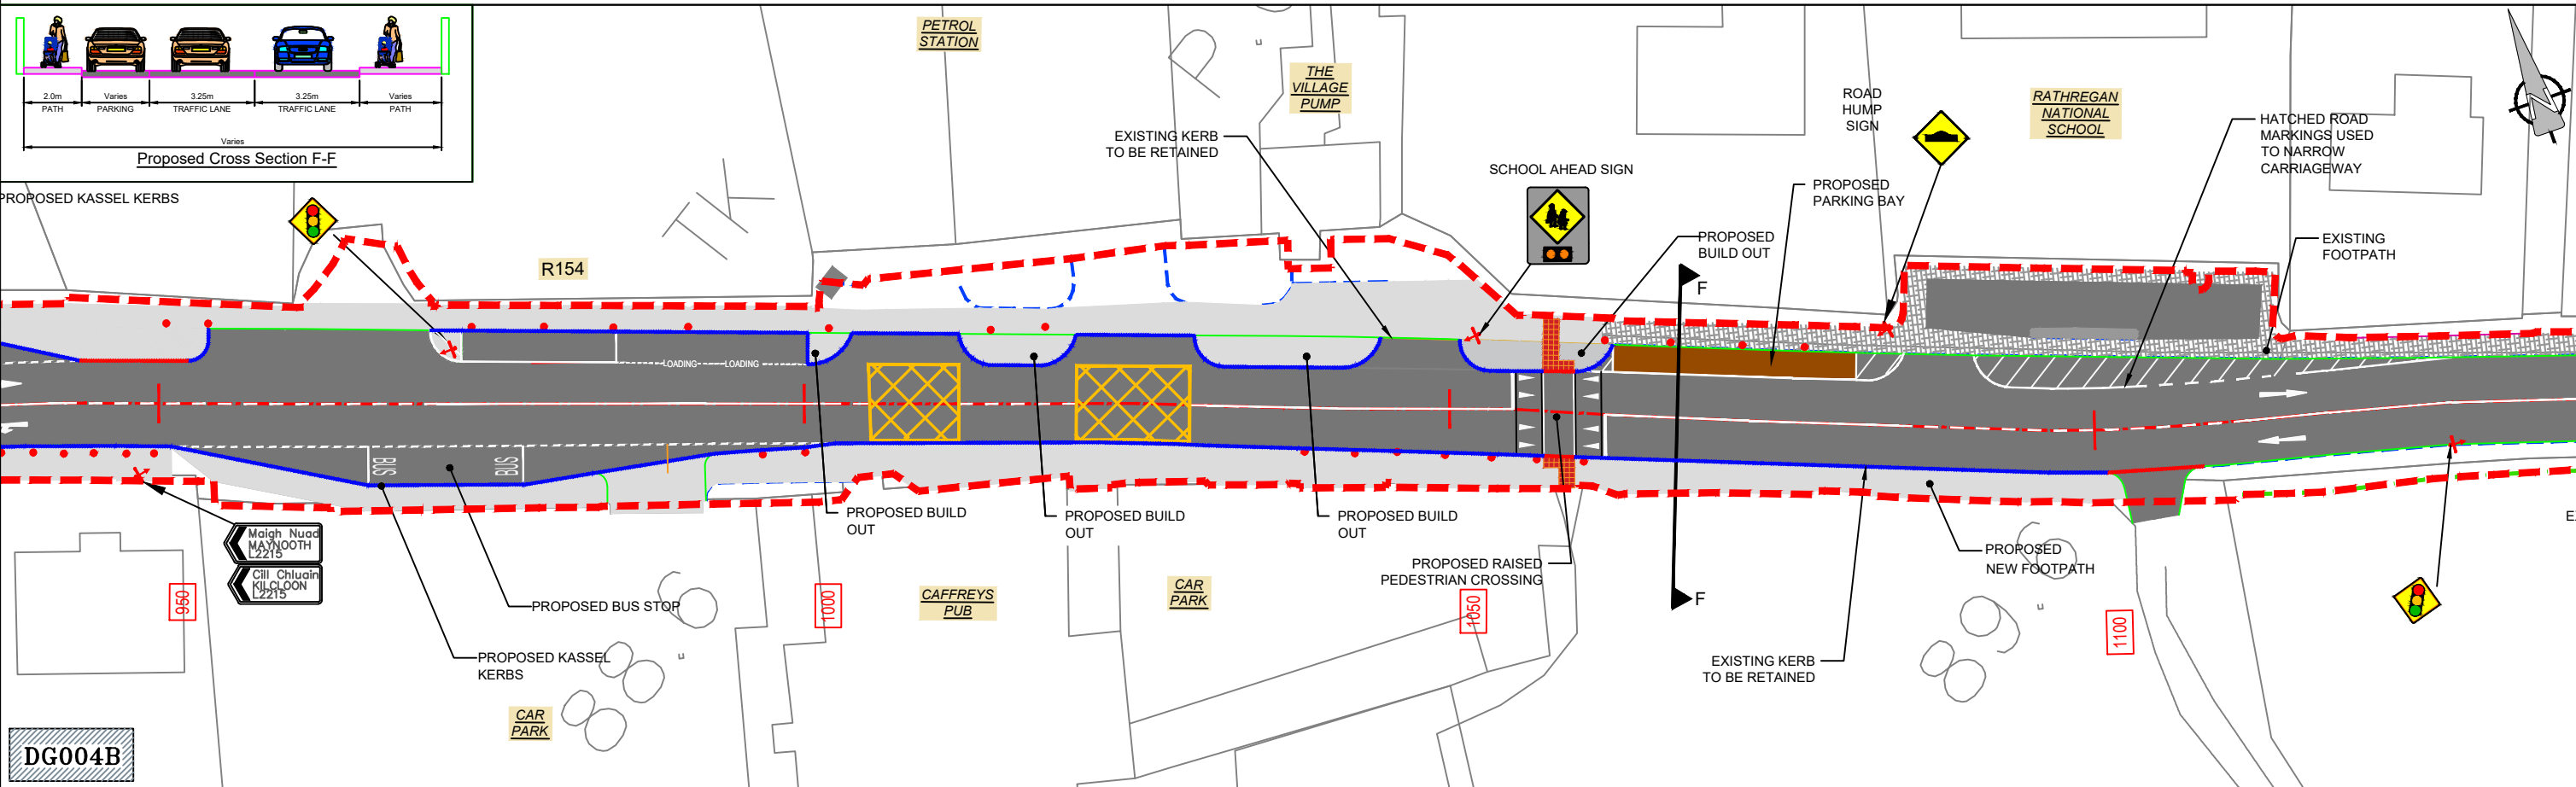 2.0m
PATH
Varies
PARKING
3.25m
TRAFFIC LANE
3.25m
TRAFFIC LANE
Varies
PATH
Varies
Proposed Cross Section F-F
PROPOSED KASSEL KERBS
R154
PETROL
STATION
THE
VILLAGE
PUMP
EXISTING KERB
TO BE RETAINED
SCHOOL AHEAD SIGN
PROPOSED
BUILD OUT
PROPOSED
PARKING BAY
ROAD
HUMP
SIGN
RATHREGAN
NATIONAL
SCHOOL
HATCHED ROAD
MARKINGS USED
TO NARROW
CARRIAGEWAY
EXISTING
FOOTPATH
N
F
LOADING
LOADING
BUS
BUS
Maigh Nuad
MAYNOOTH
L2215
Cill Chluain
KILCLOON
L2215
950
PROPOSED BUS STOP
PROPOSED KASSEL
KERBS
CAR
PARK
1000
PROPOSED BUILD
OUT
CAFFREYS
PUB
PROPOSED BUILD
OUT
CAR
PARK
PROPOSED BUILD
OUT
PROPOSED RAISED
PEDESTRIAN CROSSING
1050
F
EXISTING KERB
TO BE RETAINED
PROPOSED
NEW FOOTPATH
1100
DG004B